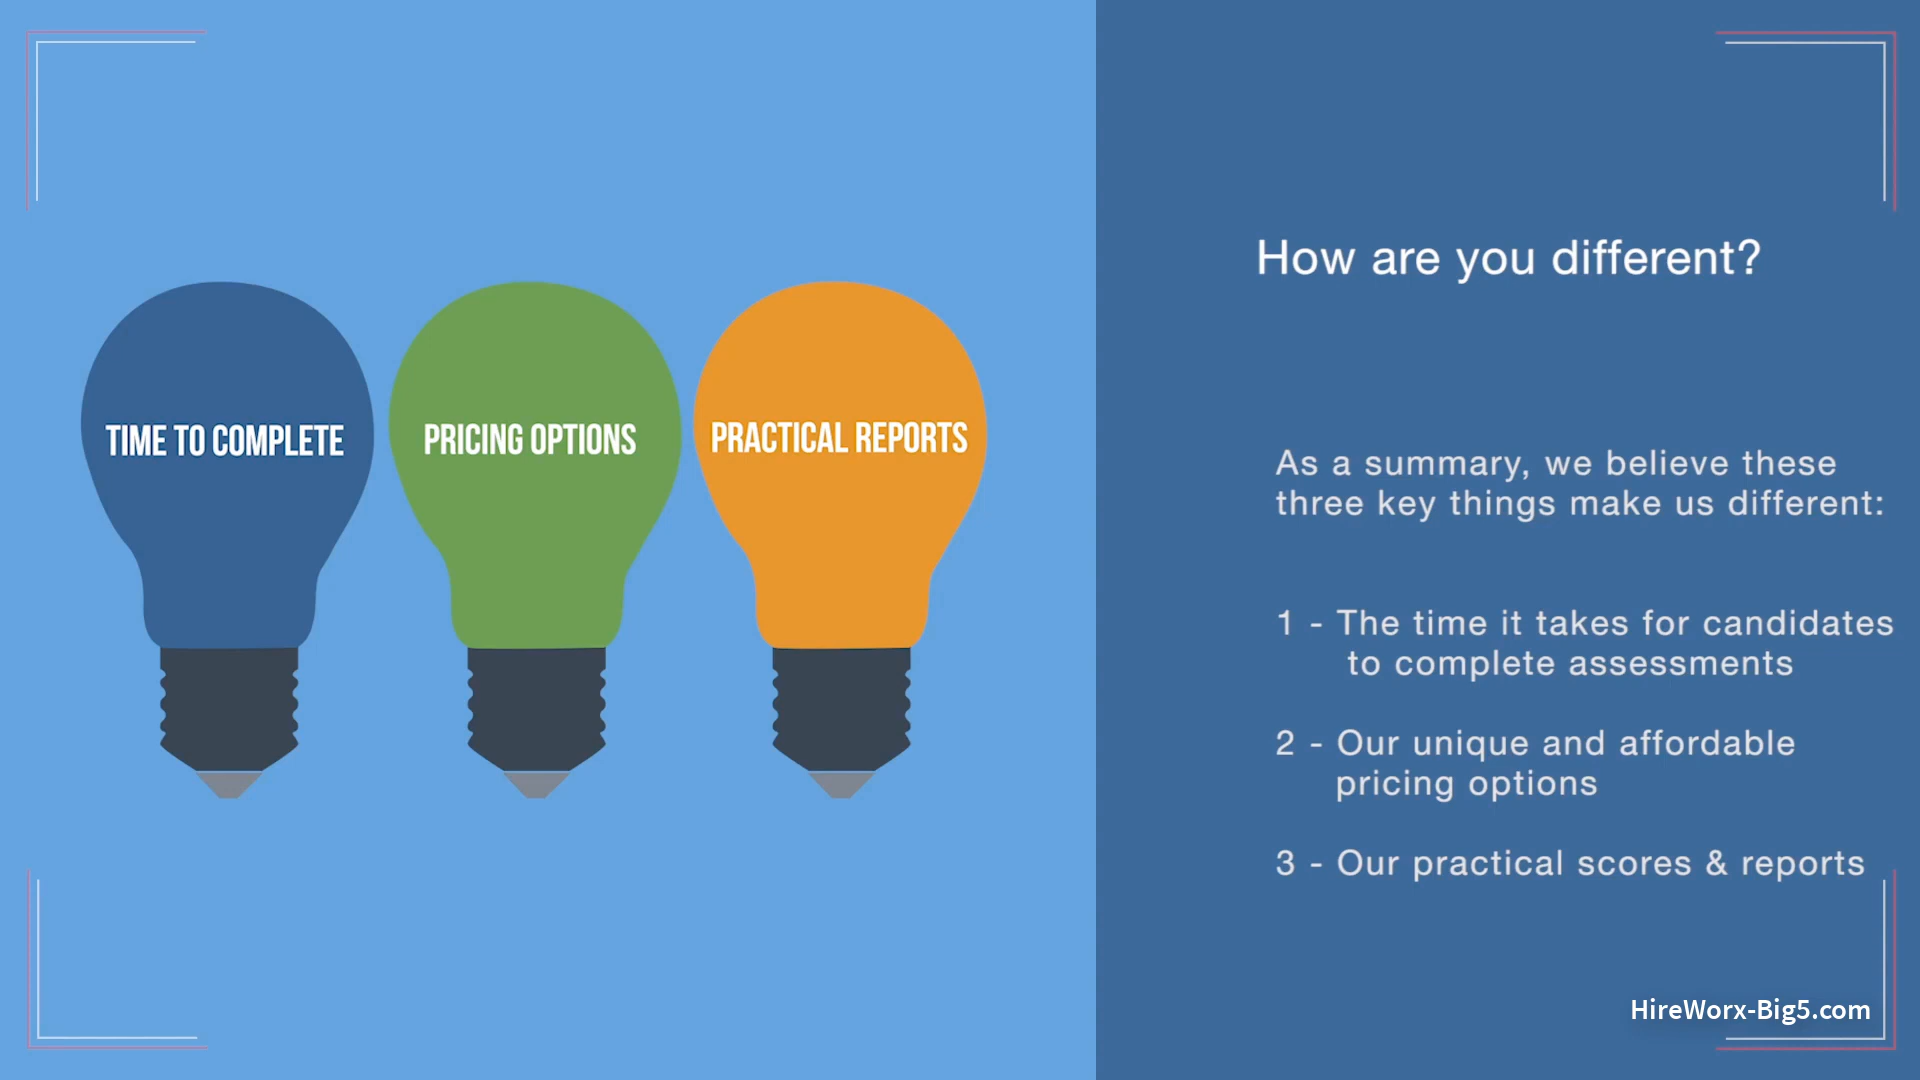 TIME TO COMPLETE
PRICING OPTIONS
PRACTICAL REPORTS
How are you different?
As a summary, we believe these
three key things make us different:
1 - The time it takes for candidates
to complete assessments
2 - Our unique and affordable
pricing options
3 - Our practical scores & reports
HireWorx-Big5.com